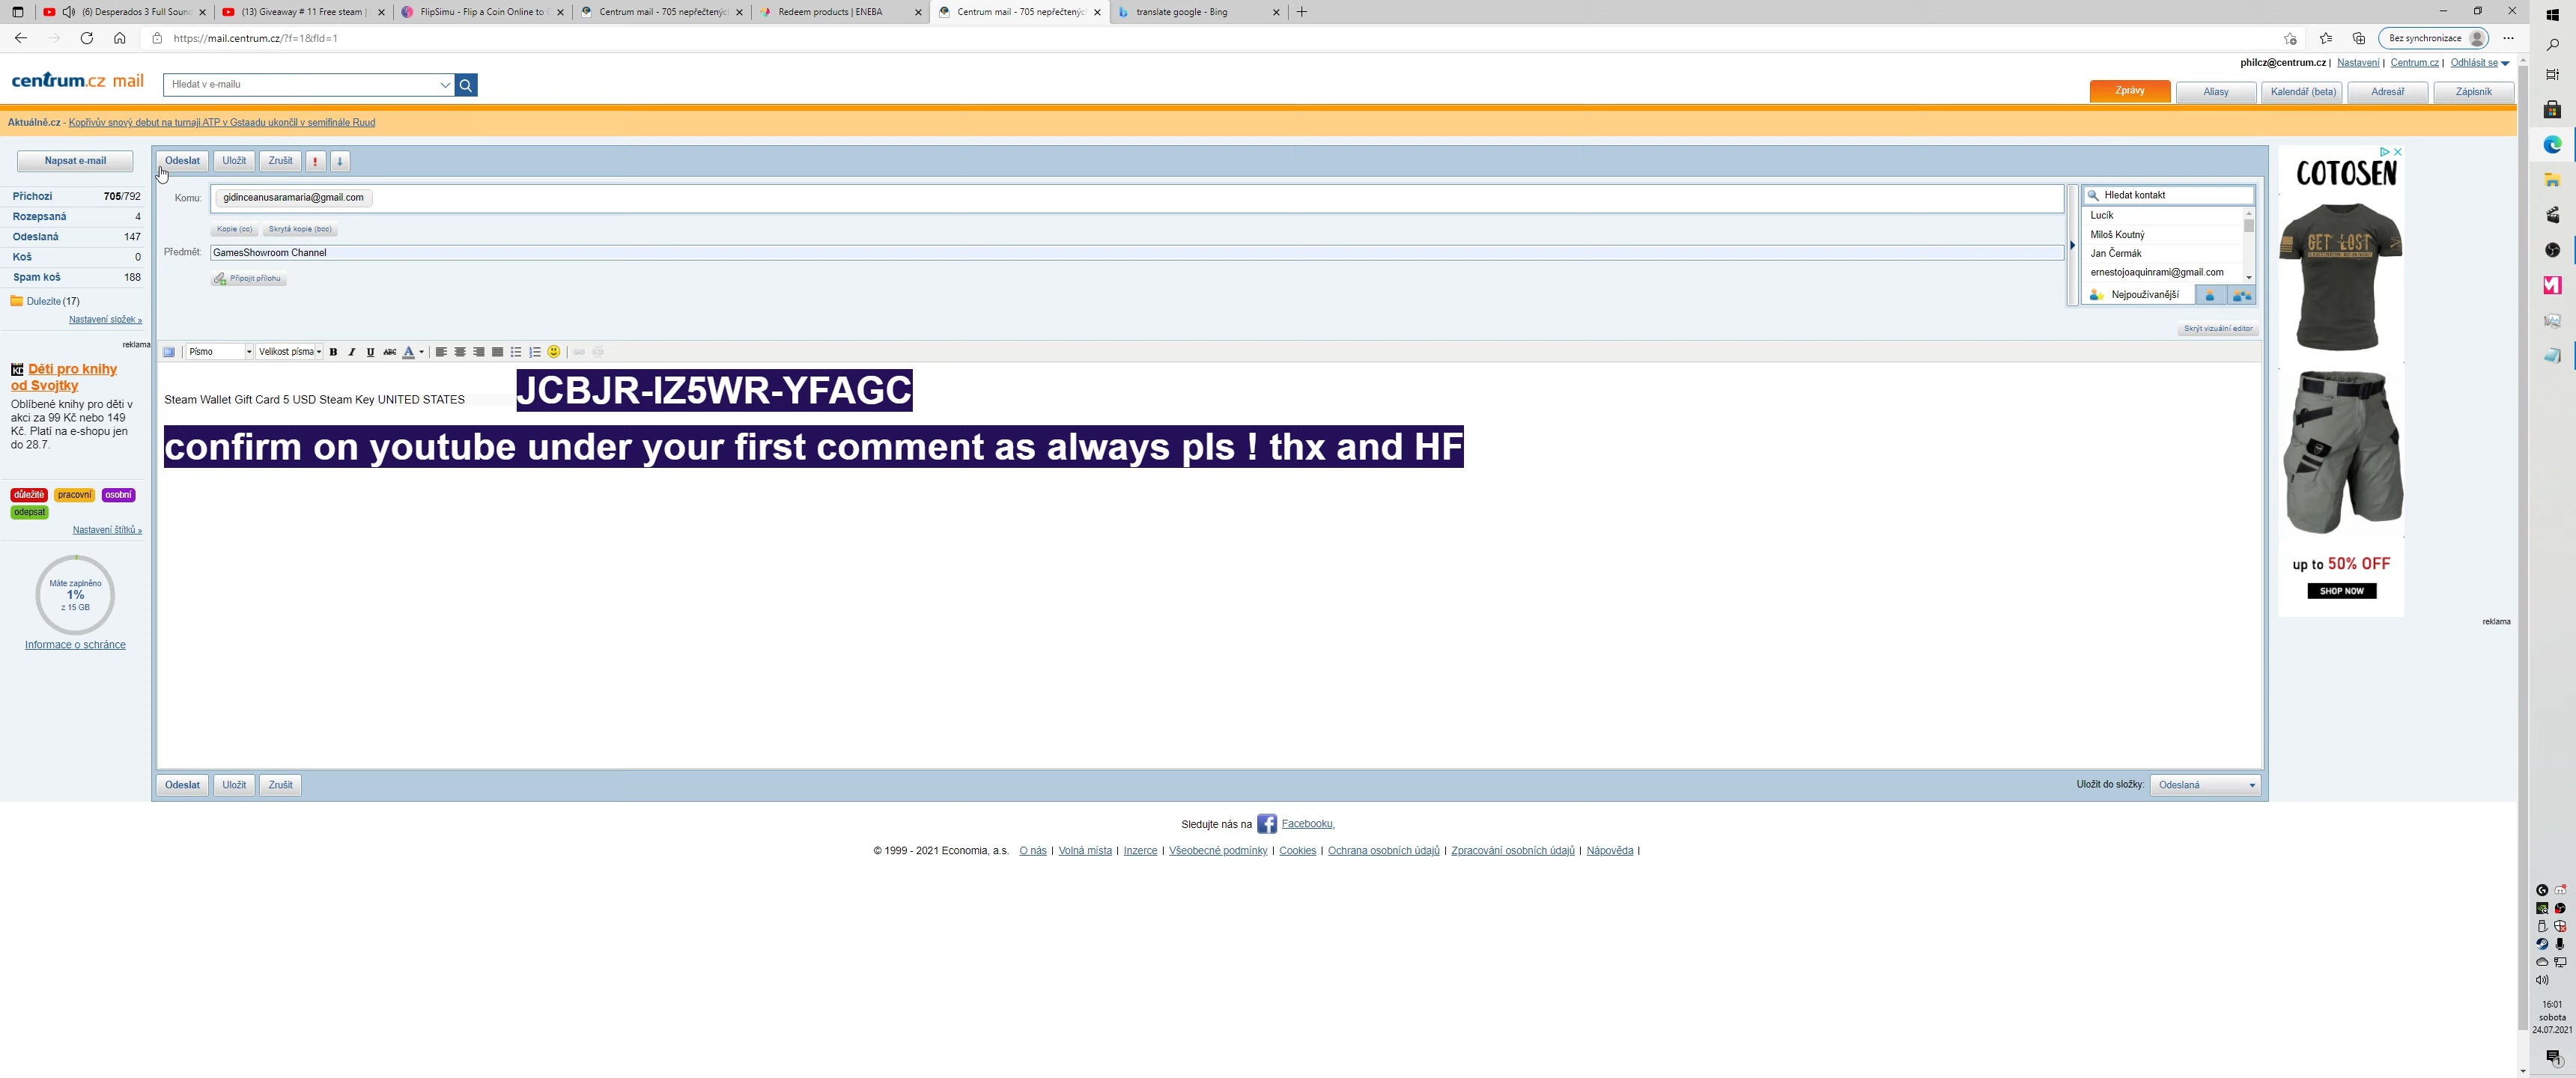 (6) Desperados 3 Full Soun
(13) Giveaway # 11 Free steam |
FlipSimu - Flip a Coin Online to
Centrum mail - 705 nepřečtenýc
Redeem products | ENEBA
Centrum mail - 705 nepřečtenýc
translate google - Bing
https://mail.centrum.cz/?f=1&fld=1
Bez synchronizace
centrum.cz mail
Hledat v e-mailu
philcz@centrum.cz | Nastavení | Centrum.cz | Odhlásit se
Zprávy
Aliasy
Kalendář (beta)
Adresář
Zápisník
Aktuálně.cz - Kopřivův snový debut na turnaji ATP v Gstaadu ukončil v semifinále Ruud
Napsat e-mail
Odeslat
Uložit
Zrušit
Příchozí 705/792
Rozepsaná 4
Odeslaná 147
Koš 0
Spam koš 188
Dulezite (17)
Nastavení složek »
reklama
Děti pro knihy
od Svojtky
Oblíbené knihy pro děti v
akci za 99 Kč nebo 149
Kč. Platí na e-shopu jen
do 28.7.
důležité pracovní osobní
odepsat
Nastavení štítků »
Máte zaplněno
1%
z 15 GB
Informace o schránce
Komu: gidinceanusaramaria@gmail.com
Kopie (cc)
Skrytá kopie (bcc)
Předmět: GamesShowroom Channel
Připojit přílohu
Hledat kontakt
Lucík
Miloš Koutný
Jan Čermák
ernestojoaquinrami@gmail.com
Nejpoužívanější
Skrýt vizuální editor
Písmo
Velikost písma
B I U ABC A
Steam Wallet Gift Card 5 USD Steam Key UNITED STATES JCBJR-IZ5WR-YFAGC
confirm on youtube under your first comment as always pls ! thx and HF
Odeslat
Uložit
Zrušit
Uložit do složky: Odeslaná
COTOSEN
GET LOST
up to 50% OFF
SHOP NOW
reklama
Sledujte nás na Facebooku.
© 1999 - 2021 Economia, a.s. O nás | Volná místa | Inzerce | Všeobecné podmínky | Cookies | Ochrana osobních údajů | Zpracování osobních údajů | Nápověda |
16:01
sobota
24.07.2021
1